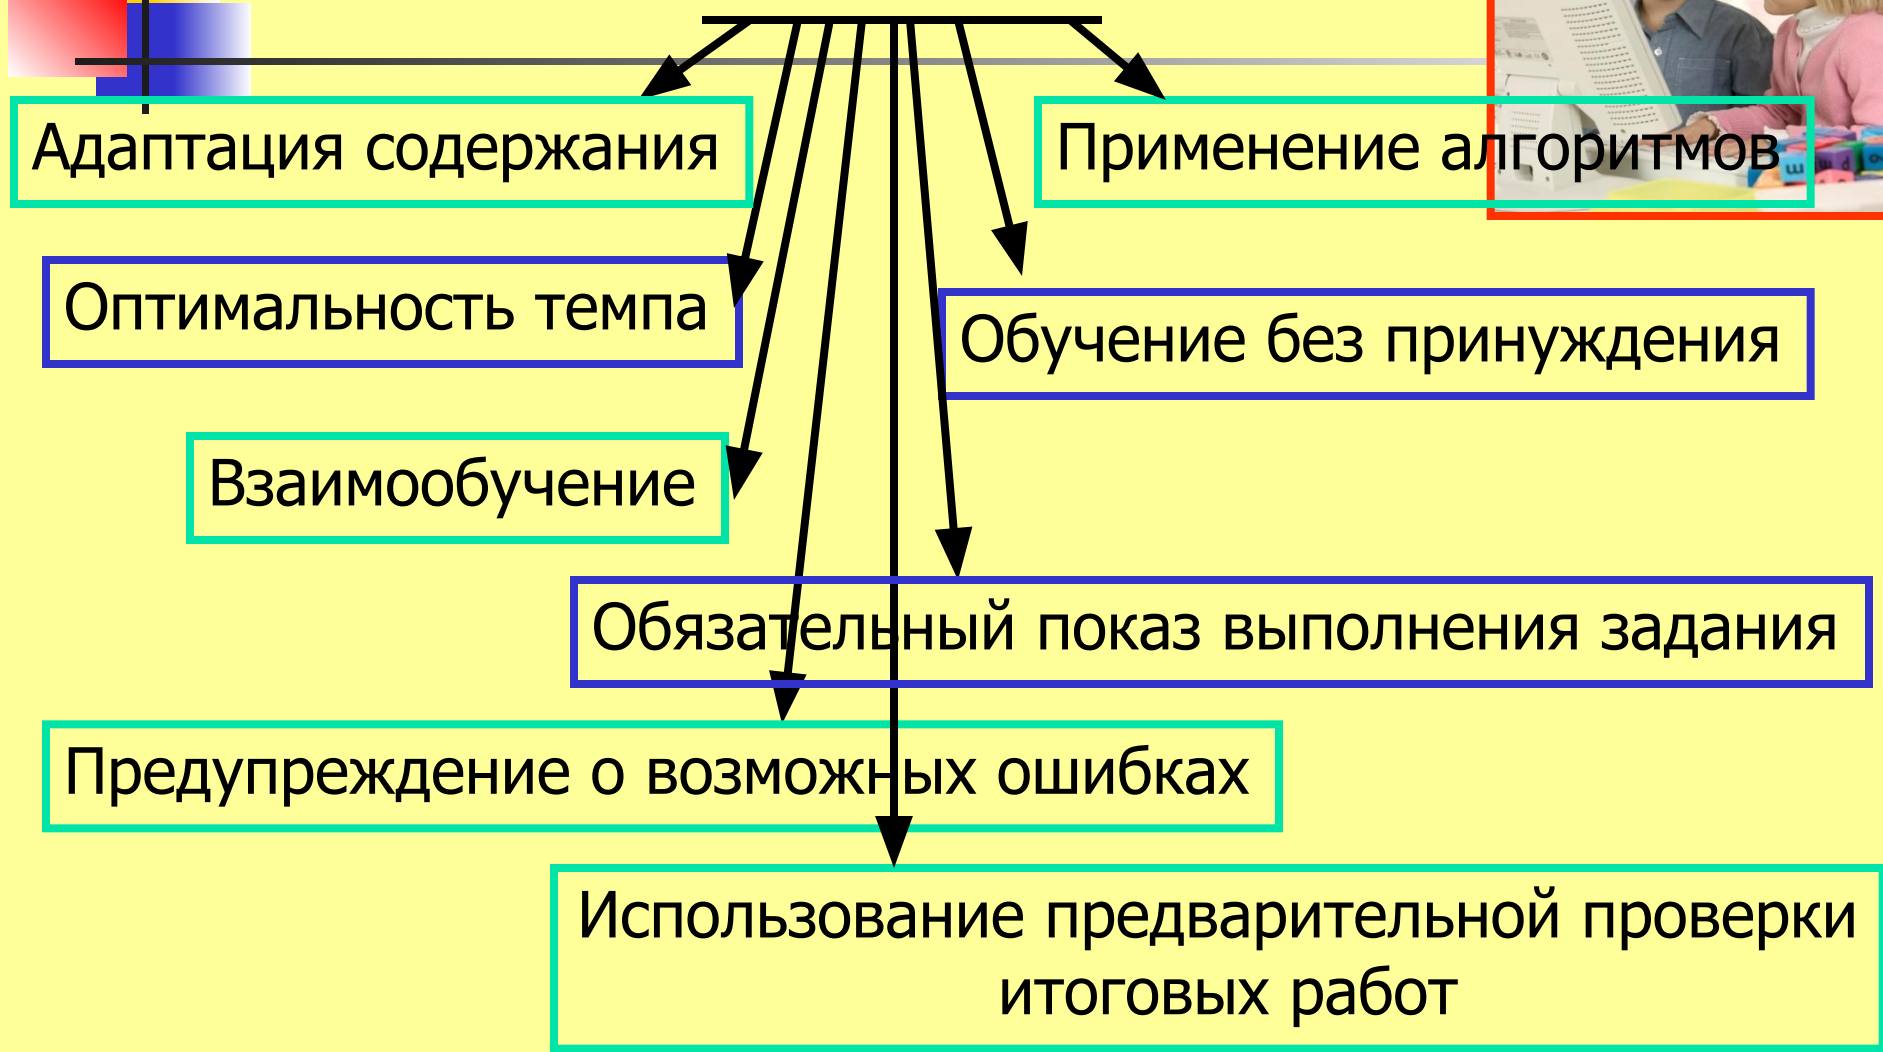 Адаптация содержания
Применение алгоритмов
Оптимальность темпа
Обучение без принуждения
Взаимообучение
Обязательный показ выполнения задания
Предупреждение о возможных ошибках
Использование предварительной проверки
итоговых работ